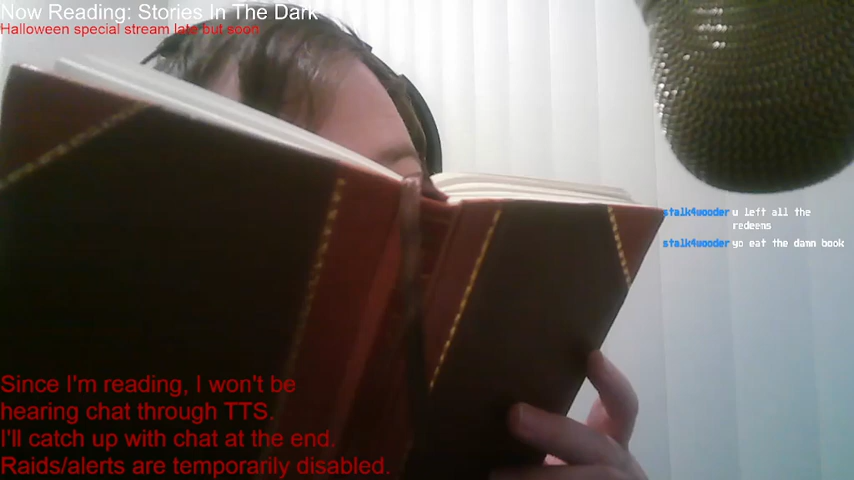 Now Reading: Stories In The Dark
Halloween special stream late but soon
stalk4wooder u left all the
redeems
stalk4wooder yo eat the damn book
Since I'm reading, I won't be
hearing chat through TTS.
I'll catch up with chat at the end.
Raids/alerts are temporarily disabled.